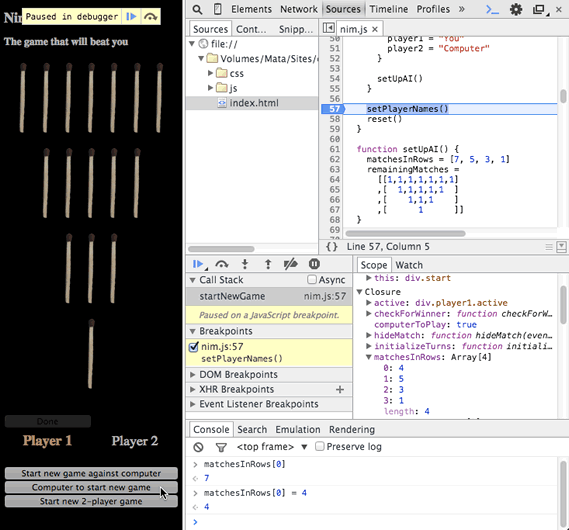 Ni
Paused in debugger
The game that will beat you
Done
Player 1 Player 2
Start new game against computer
Computer to start new game
Start new 2-player game
Elements Network Sources Timeline Profiles »
Sources Cont... Snip...
file://
Volumes/Mata/Sites/
css
js
index.html
nim.js ×
50 player1 = "You"
51 player2 = "Computer"
52 }
53
54 setUpAI()
55 }
56
57 setPlayerNames()
58 reset()
59 }
60
61 function setUpAI() {
62 matchesInRows = [7, 5, 3, 1]
63 remainingMatches =
64 [[1,1,1,1,1,1,1]
65 ,[ 1,1,1,1,1 ]
66 ,[ 1,1,1 ]
67 ,[ 1 ]]
68 }
69
{} Line 57, Column 5
Call Stack Async
startNewGame nim.js:57
Paused on a JavaScript breakpoint.
Breakpoints
nim.js:57
setPlayerNames()
DOM Breakpoints
XHR Breakpoints +
Event Listener Breakpoints
Scope Watch
this: div.start
Closure
active: div.player1.active
checkForWinner: function checkForW…
computerToPlay: true
hideMatch: function hideMatch(even…
initializeTurns: function initiali…
matchesInRows: Array[4]
0: 4
1: 5
2: 3
3: 1
length: 4
Console Search Emulation Rendering
<top frame> Preserve log
> matchesInRows[0]
< 7
> matchesInRows[0] = 4
< 4
>